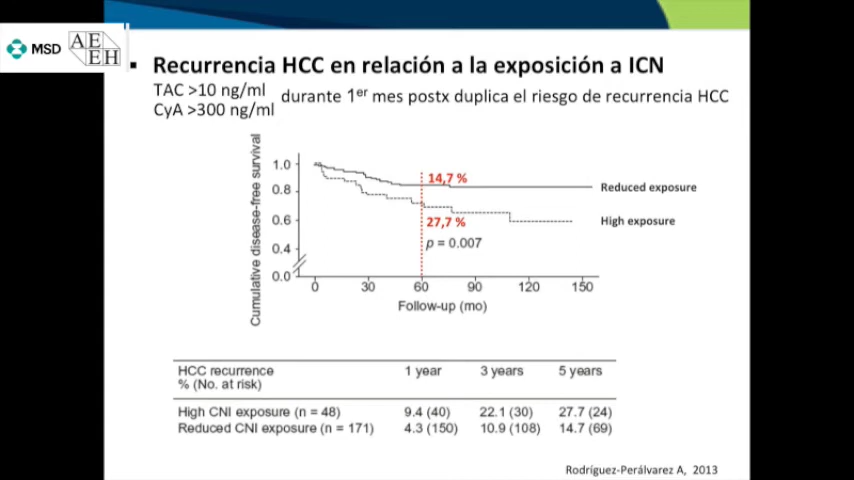 MSD
AE
EH
Recurrencia HCC en relación a la exposición a ICN
TAC >10 ng/ml
CyA >300 ng/ml
durante 1er mes postx duplica el riesgo de recurrencia HCC
Cumulative disease-free survival
1.0
0.8
0.6
0.4
0.0
14,7 %
27,7 %
p = 0.007
Reduced exposure
High exposure
0 30 60 90 120 150
Follow-up (mo)
HCC recurrence 1 year 3 years 5 years
% (No. at risk)
High CNI exposure (n = 48) 9.4 (40) 22.1 (30) 27.7 (24)
Reduced CNI exposure (n = 171) 4.3 (150) 10.9 (108) 14.7 (69)
Rodríguez-Perálvarez A, 2013